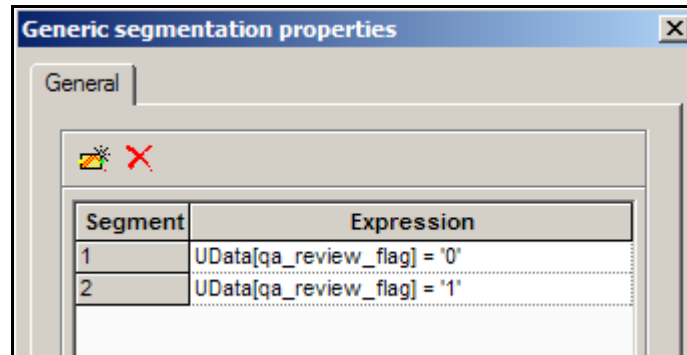 Generic segmentation properties
General
Segment Expression
1 UData[qa_review_flag] = '0'
2 UData[qa_review_flag] = '1'